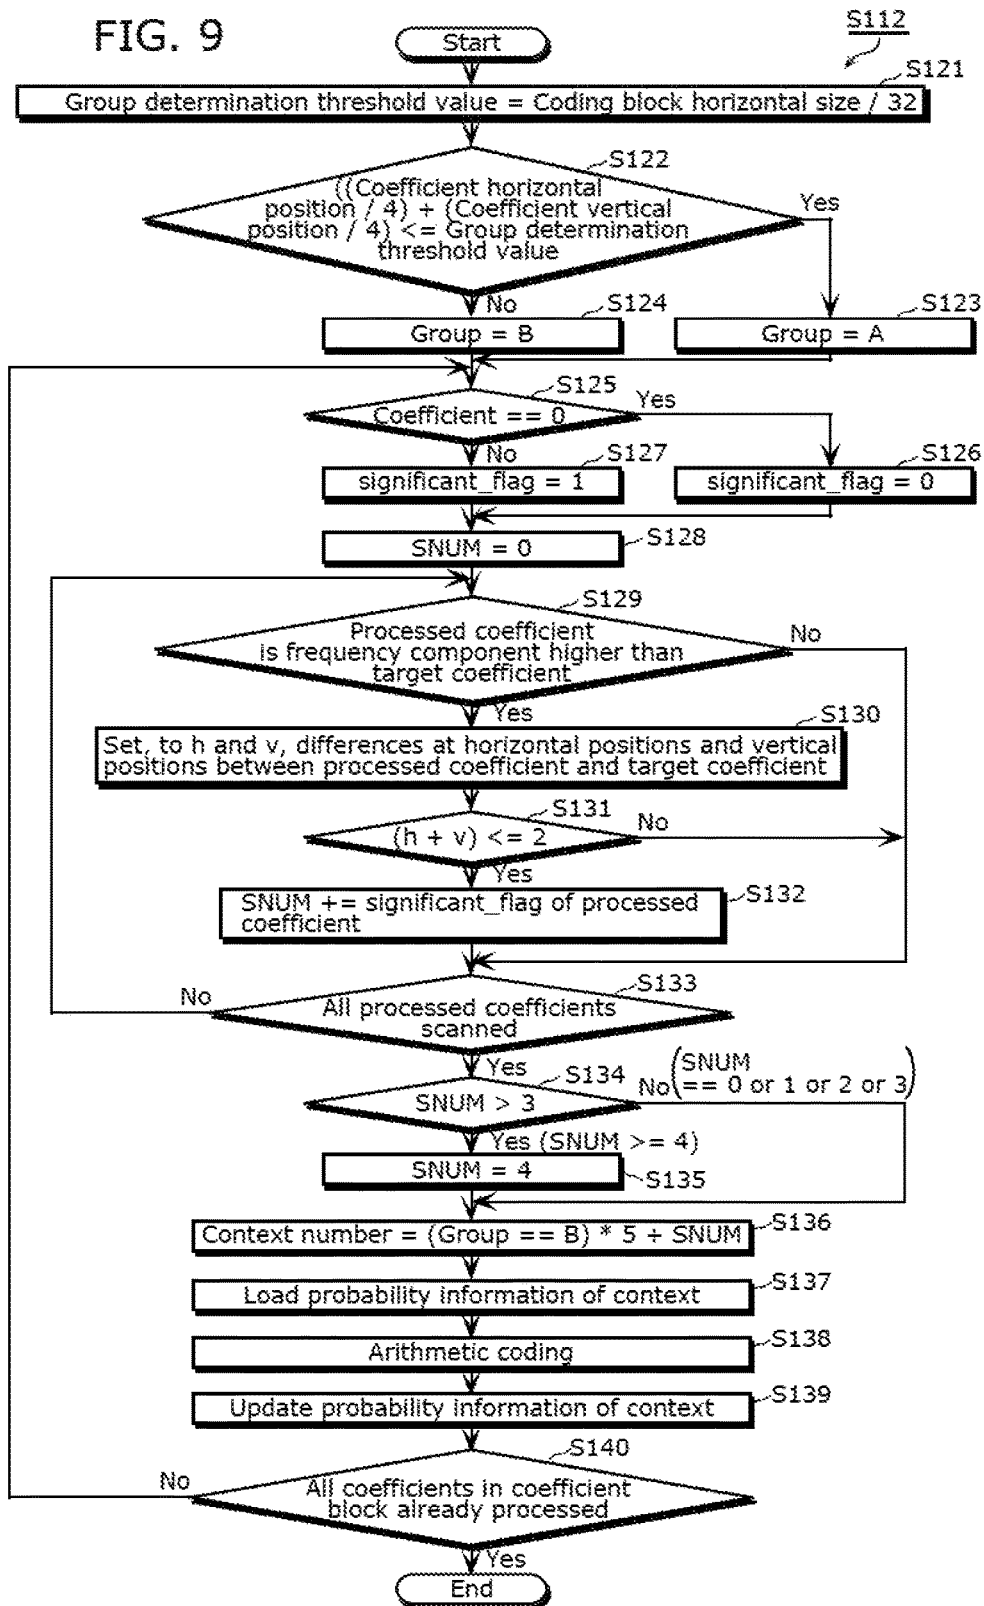 FIG. 9
S112
Start
S121
Group determination threshold value = Coding block horizontal size / 32
S122
((Coefficient horizontal
position / 4) + (Coefficient vertical
position / 4) <= Group determination
threshold value
Yes
No
S124
Group = B
S123
Group = A
S125
Coefficient == 0
Yes
No
S127
significant_flag = 1
S126
significant_flag = 0
S128
SNUM = 0
S129
Processed coefficient
is frequency component higher than
target coefficient
No
Yes
S130
Set, to h and v, differences at horizontal positions and vertical
positions between processed coefficient and target coefficient
S131
(h + v) <= 2
No
Yes
S132
SNUM += significant_flag of processed
coefficient
S133
No
All processed coefficients
scanned
Yes
S134
SNUM > 3
No (SNUM
== 0 or 1 or 2 or 3)
Yes (SNUM >= 4)
SNUM = 4
S135
S136
Context number = (Group == B) * 5 + SNUM
S137
Load probability information of context
S138
Arithmetic coding
S139
Update probability information of context
S140
No
All coefficients in coefficient
block already processed
Yes
End